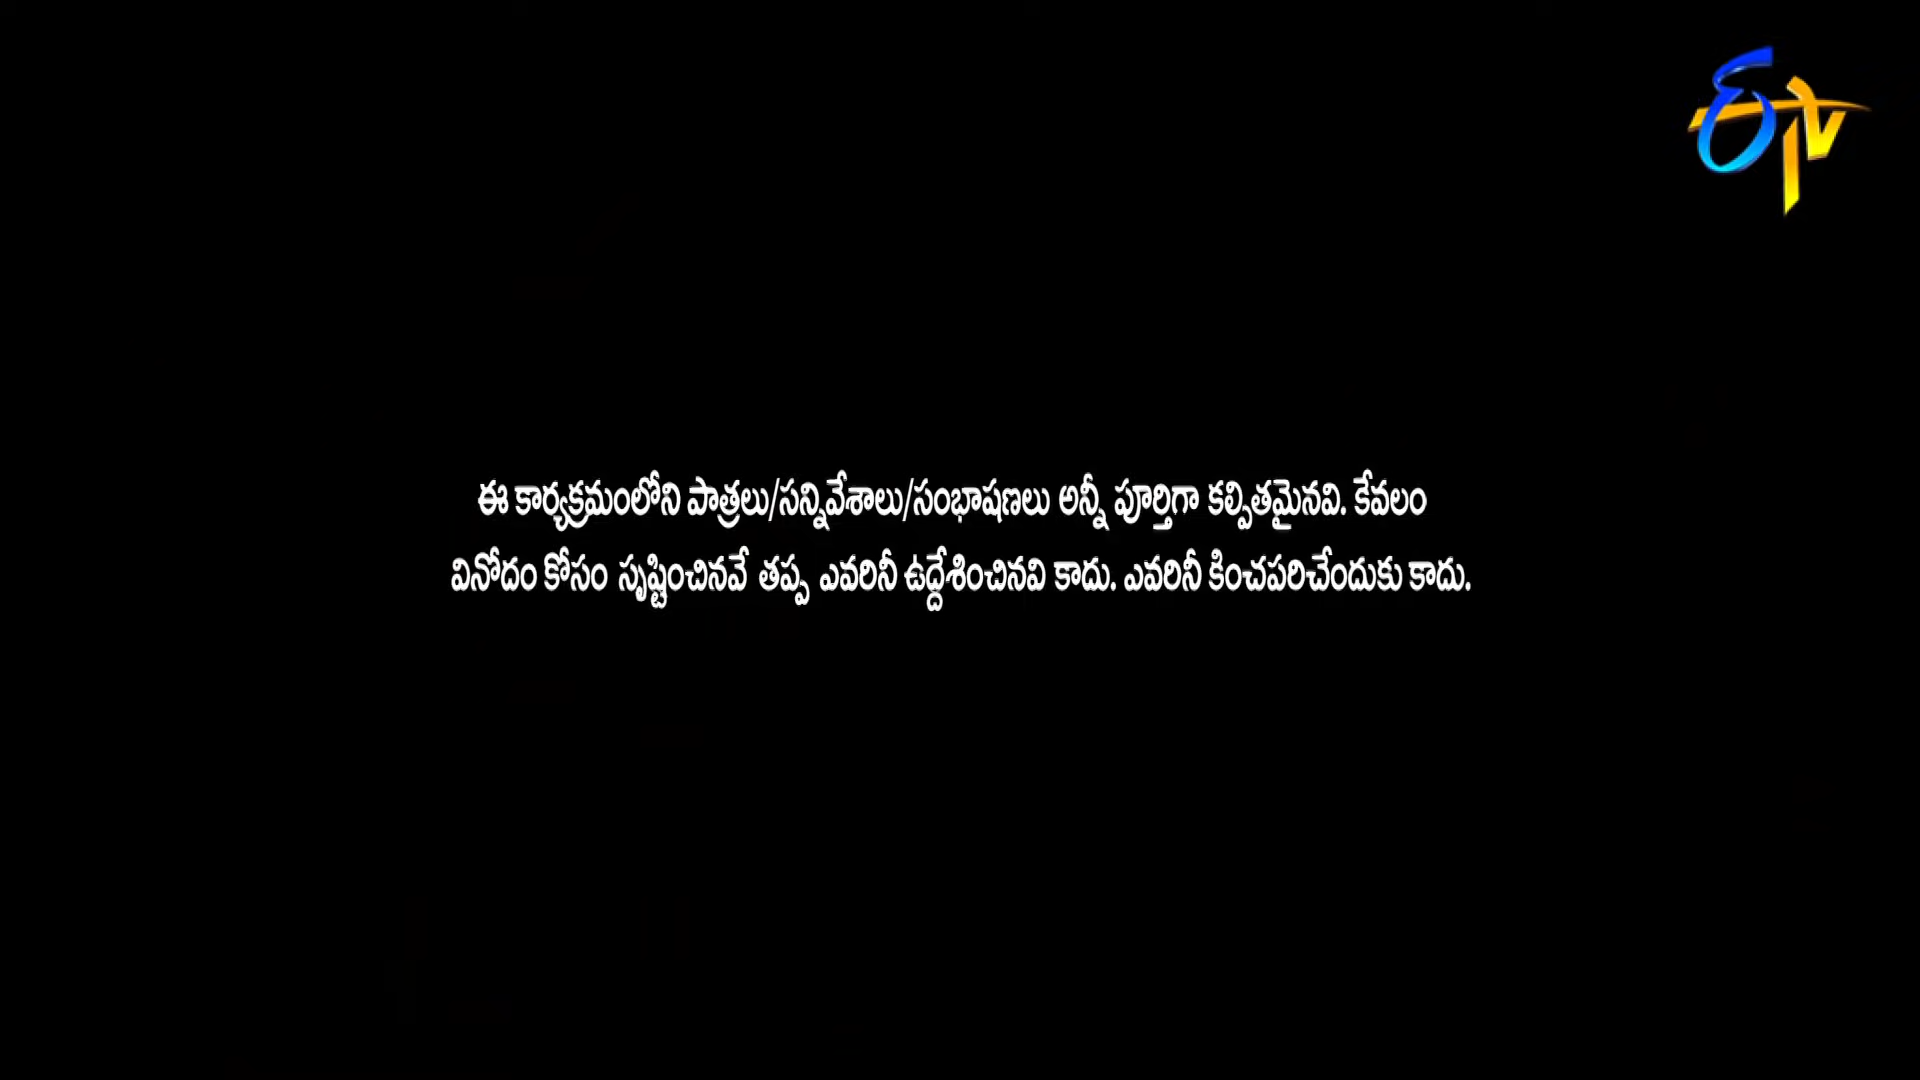 ఈ టీవీ
ఈ కార్యక్రమంలోని పాత్రలు/సన్నివేశాలు/సంభాషణలు అన్నీ పూర్తిగా కల్పితమైనవి. కేవలం
వినోదం కోసం సృష్టించినవే తప్ప ఎవరినీ ఉద్దేశించినవి కాదు. ఎవరినీ కించపరిచేందుకు కాదు.